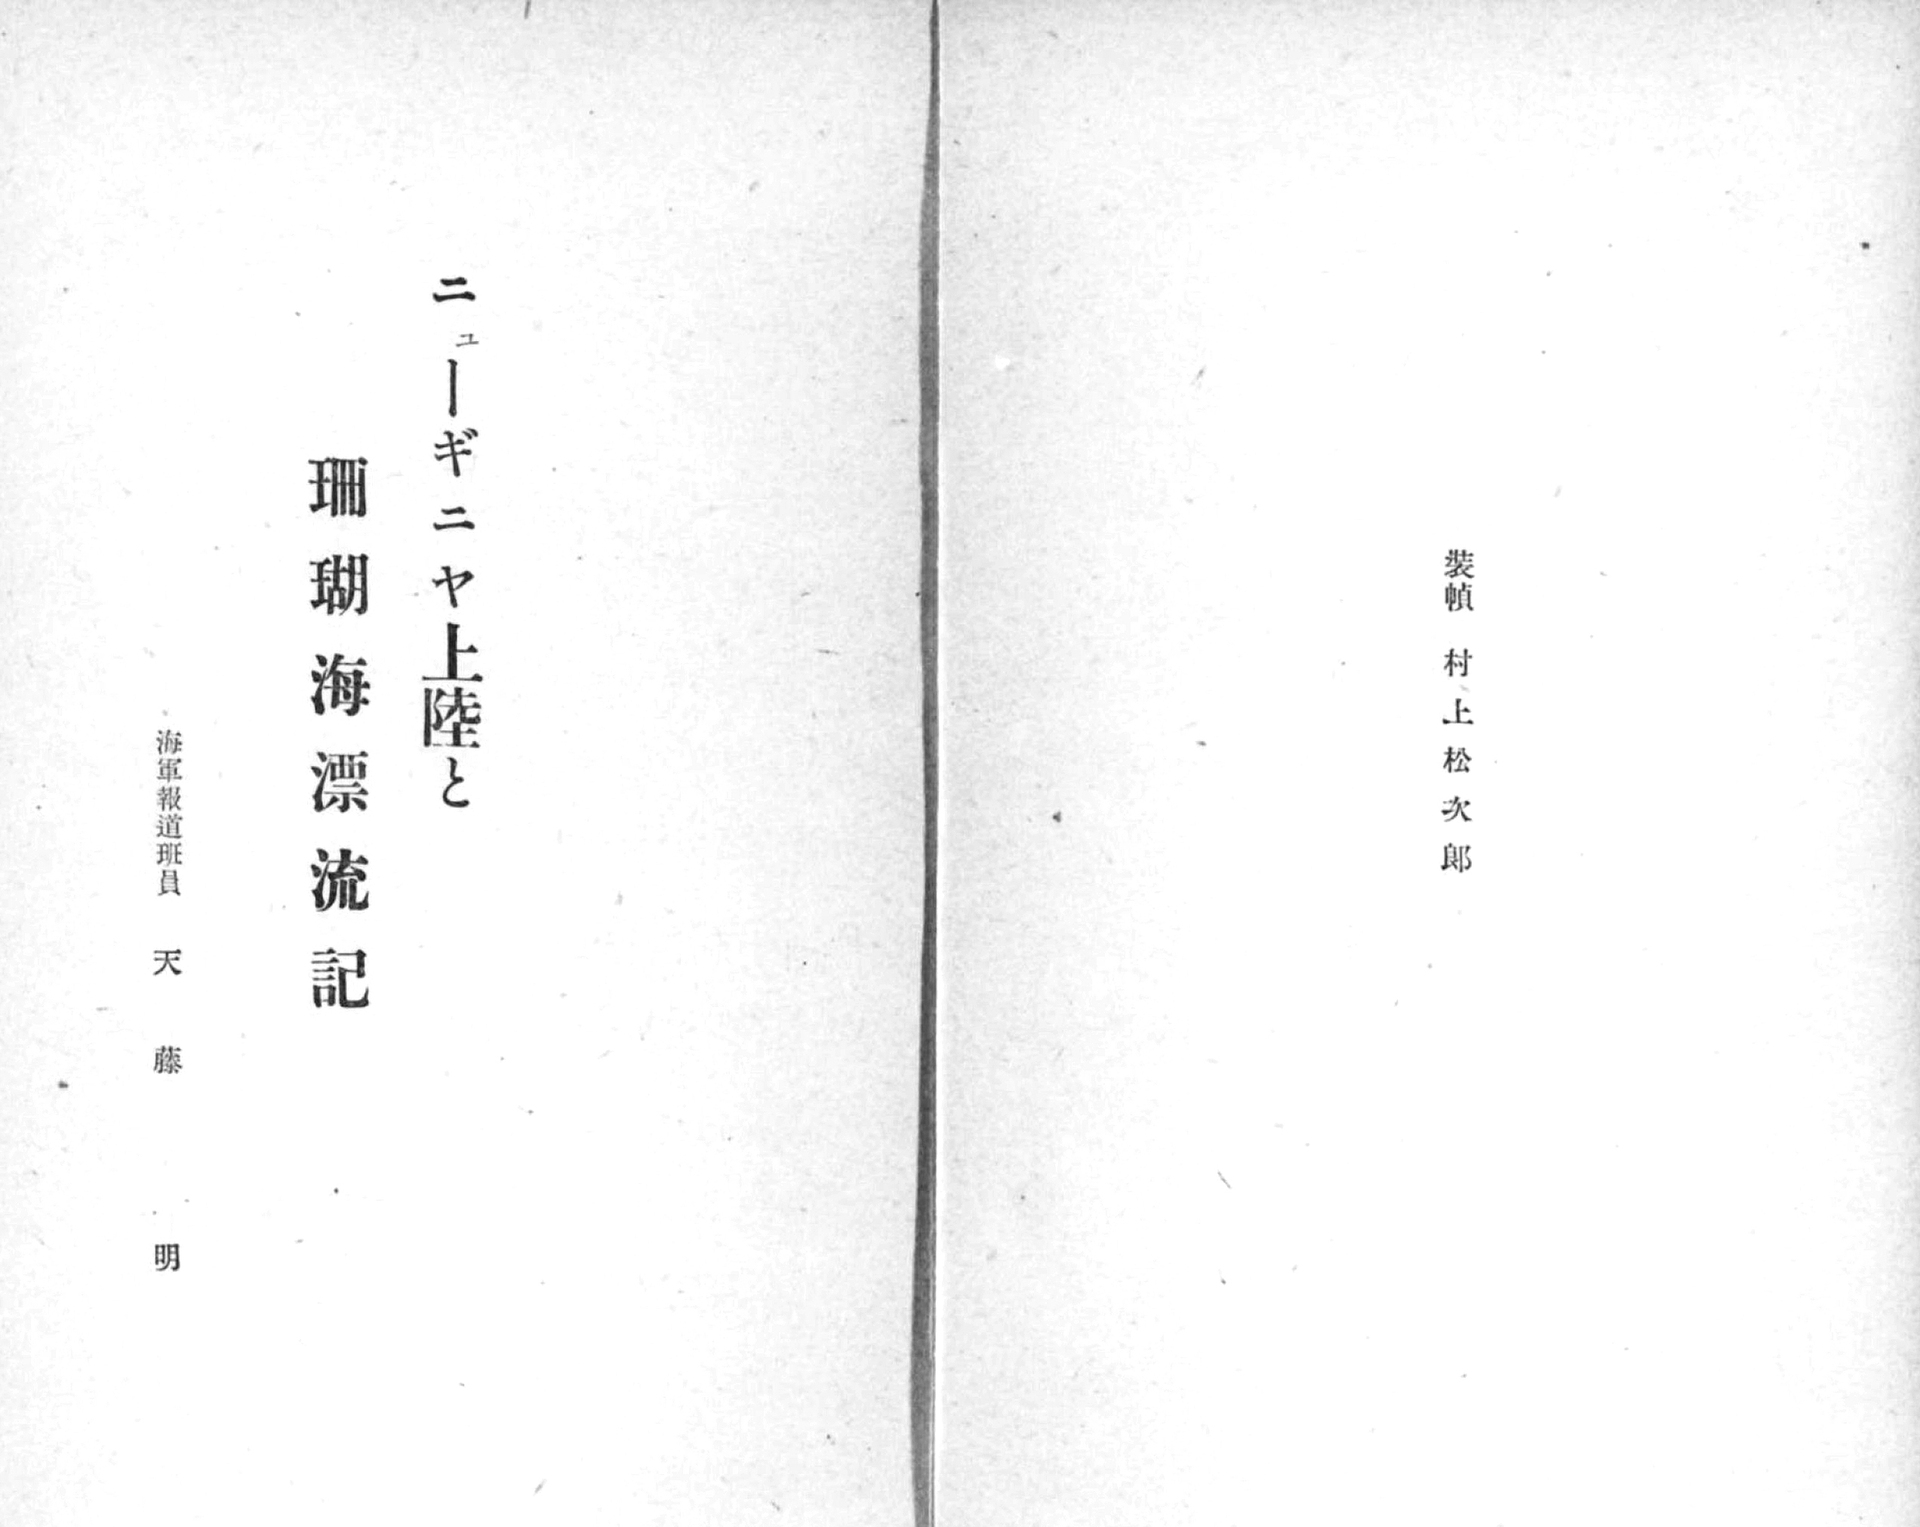 裝幀 村上松次郎
ニューギニヤ上陸と
珊瑚海漂流記
海軍報道班員 天藤明